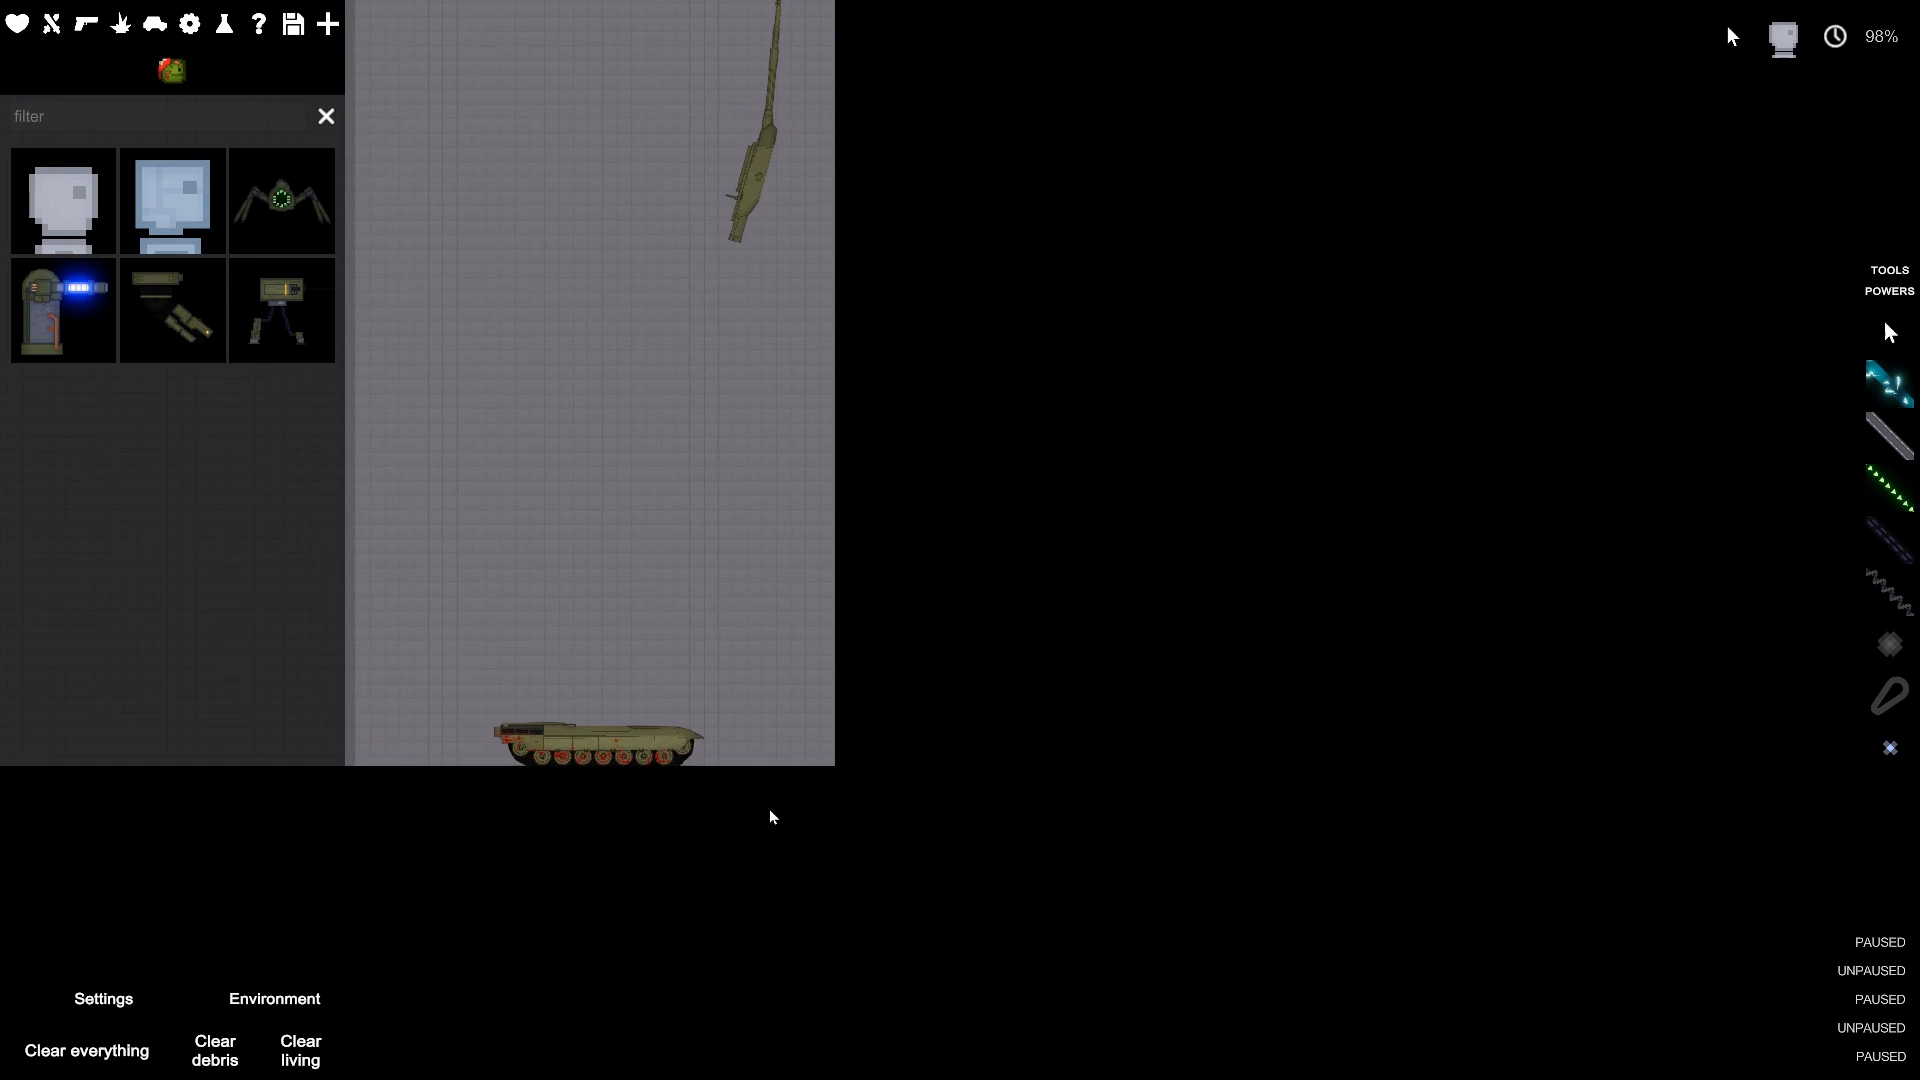 98%
filter
TOOLS
POWERS
PAUSED
UNPAUSED
PAUSED
UNPAUSED
PAUSED
Settings
Environment
Clear everything
Clear
debris
Clear
living